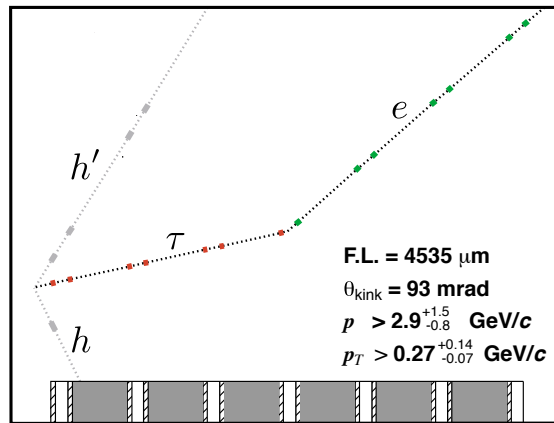 e
h′
τ
F.L. = 4535 μm
θkink = 93 mrad
p > 2.9 +1.5 -0.8 GeV/c
h
pT > 0.27 +0.14 -0.07 GeV/c